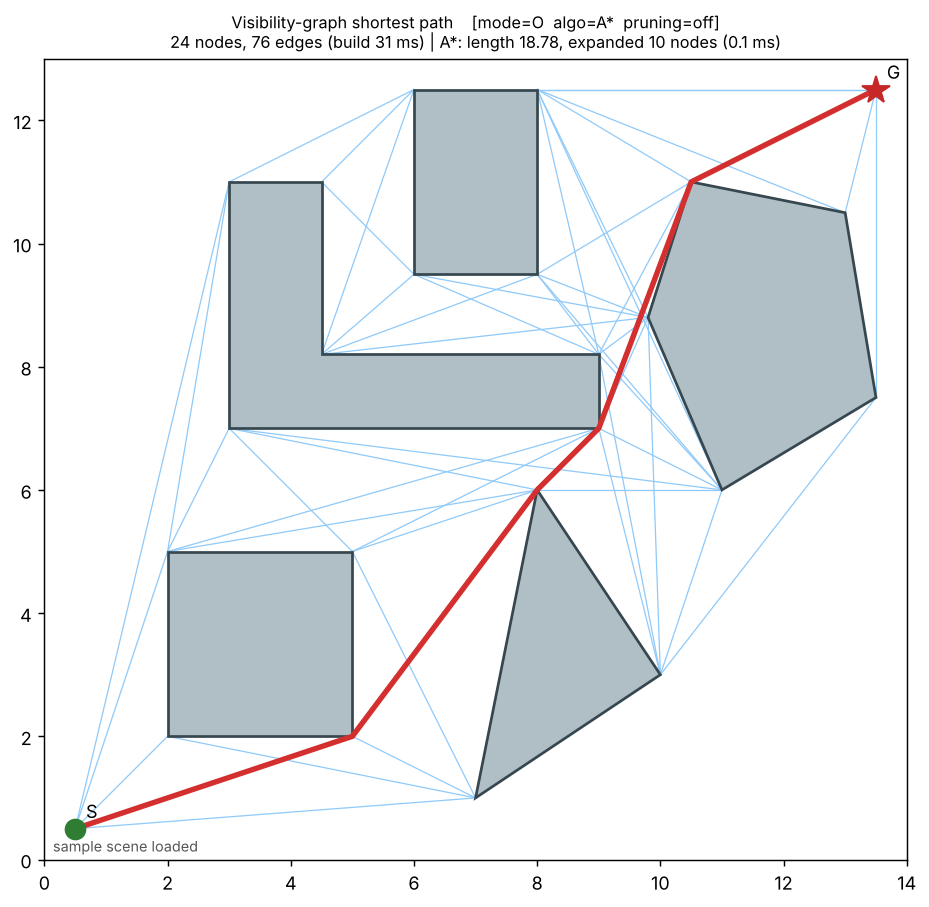 Visibility-graph shortest path    [mode=O  algo=A*  pruning=off]
24 nodes, 76 edges (build 31 ms) | A*: length 18.78, expanded 10 nodes (0.1 ms)
G
12
10
8
6
4
2
S
sample scene loaded
0
0 2 4 6 8 10 12 14